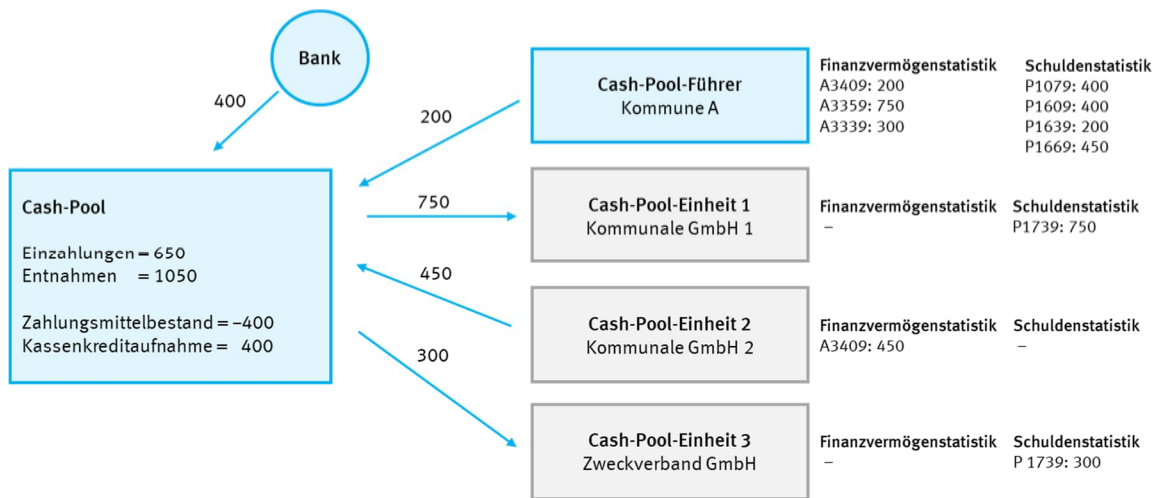 Bank
400
200
750
450
300
Cash-Pool
Einzahlungen = 650
Entnahmen = 1050
Zahlungsmittelbestand = –400
Kassenkreditaufnahme = 400
Cash-Pool-Führer
Kommune A
Finanzvermögenstatistik
A3409: 200
A3359: 750
A3339: 300
Schuldenstatistik
P1079: 400
P1609: 400
P1639: 200
P1669: 450
Cash-Pool-Einheit 1
Kommunale GmbH 1
Finanzvermögenstatistik
–
Schuldenstatistik
P1739: 750
Cash-Pool-Einheit 2
Kommunale GmbH 2
Finanzvermögenstatistik
A3409: 450
Schuldenstatistik
–
Cash-Pool-Einheit 3
Zweckverband GmbH
Finanzvermögenstatistik
–
Schuldenstatistik
P 1739: 300